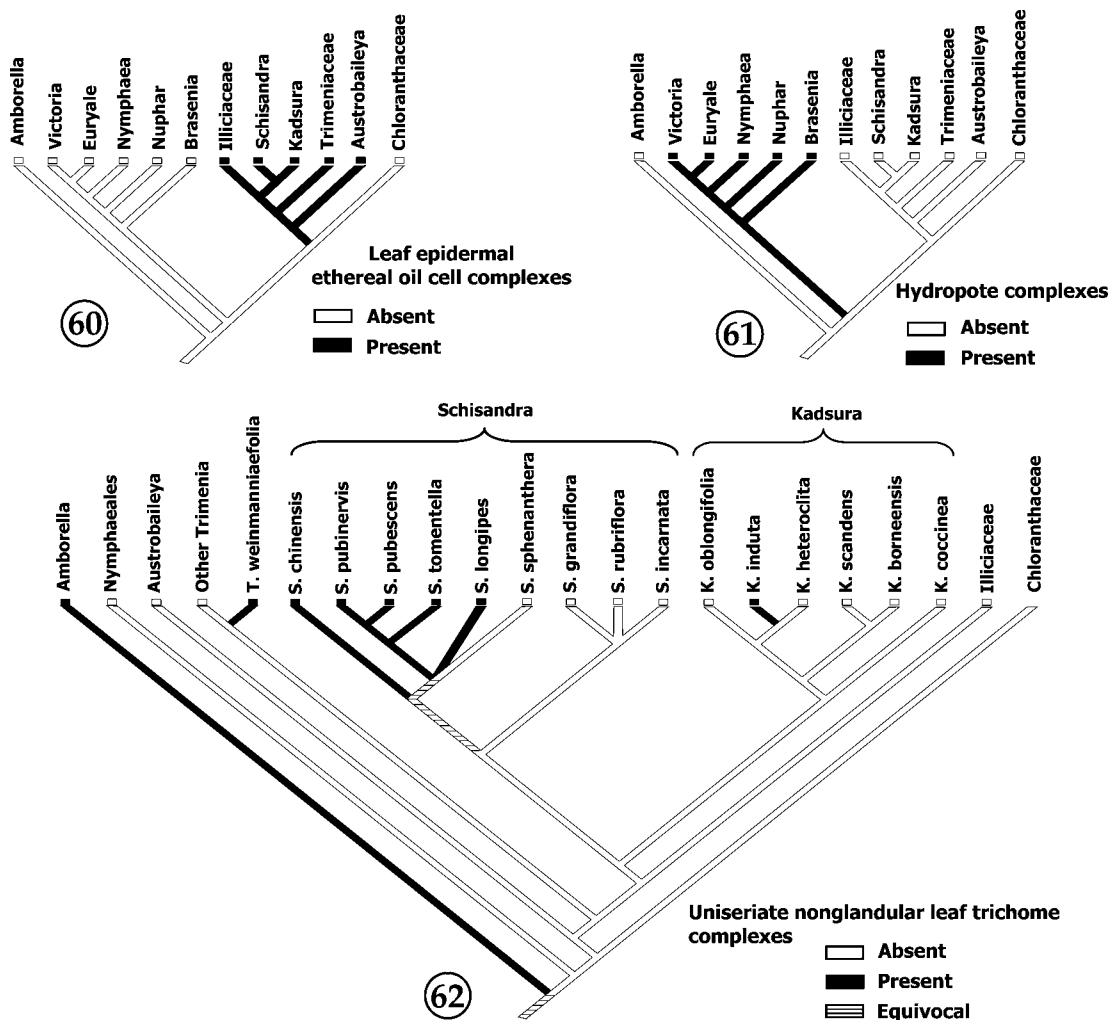 Amborella
Victoria
Euryale
Nymphaea
Nuphar
Brasenia
Illiciaceae
Schisandra
Kadsura
Trimeniaceae
Austrobaileya
Chloranthaceae
Leaf epidermal
ethereal oil cell complexes
Absent
Present
60
Amborella
Victoria
Euryale
Nymphaea
Nuphar
Brasenia
Illiciaceae
Schisandra
Kadsura
Trimeniaceae
Austrobaileya
Chloranthaceae
Hydropote complexes
Absent
Present
61
Schisandra
Kadsura
Amborella
Nymphaeales
Austrobaileya
Other Trimenia
T. weimanniaefolia
S. chinensis
S. pubinervis
S. pubescens
S. tomentella
S. longipes
S. sphenanthera
S. grandiflora
S. rubriflora
S. incarnata
K. oblongifolia
K. induta
K. heteroclita
K. scandens
K. borneensis
K. coccinea
Illiciaceae
Chloranthaceae
Uniseriate nonglandular leaf trichome
complexes
Absent
Present
Equivocal
62